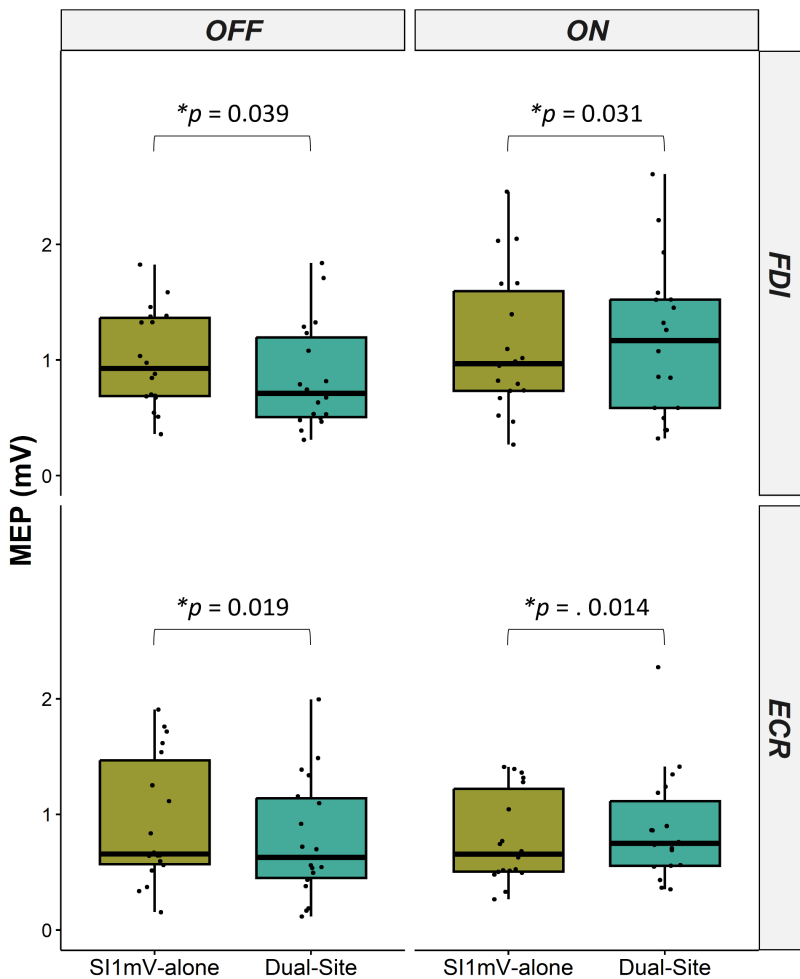 OFF
ON
*p = 0.039
*p = 0.031
FDI
2
1
0
MEP (mV)
*p = 0.019
*p = . 0.014
ECR
2
1
0
SI1mV-alone
Dual-Site
SI1mV-alone
Dual-Site